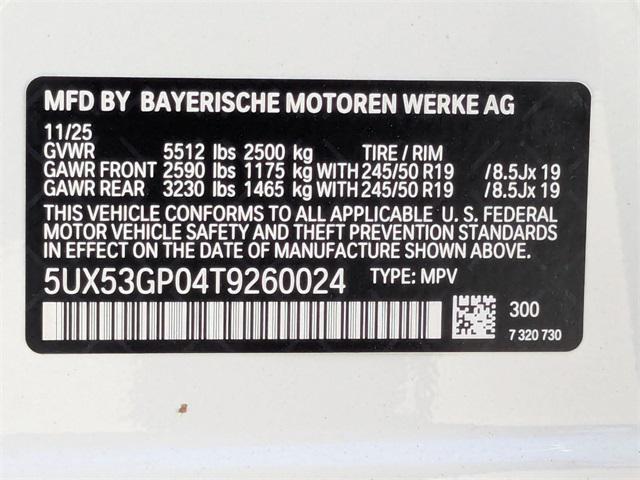 MFD BY BAYERISCHE MOTOREN WERKE AG
11/25
GVWR 5512 lbs 2500 kg TIRE / RIM
GAWR FRONT 2590 lbs 1175 kg WITH 245/50 R19 /8.5Jx 19
GAWR REAR 3230 lbs 1465 kg WITH 245/50 R19 /8.5Jx 19
THIS VEHICLE CONFORMS TO ALL APPLICABLE U. S. FEDERAL
MOTOR VEHICLE SAFETY AND THEFT PREVENTION STANDARDS
IN EFFECT ON THE DATE OF MANUFACTURE SHOWN ABOVE.
5UX53GP04T9260024 TYPE: MPV
300
7 320 730